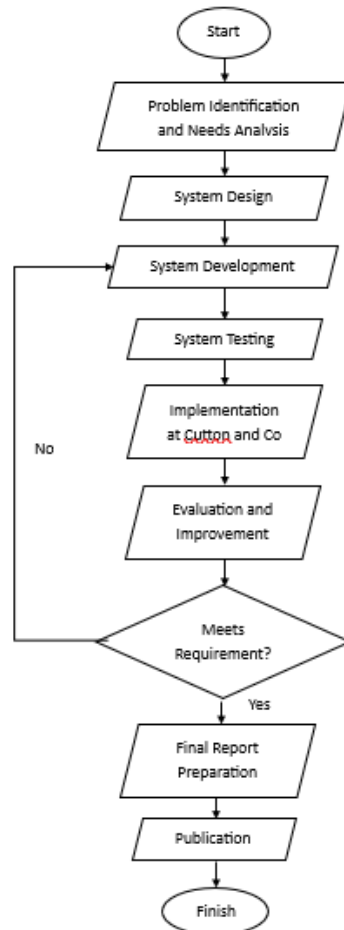 Start
Problem Identification
and Needs Analysis
System Design
System Development
System Testing
Implementation
at Cutton and Co
No
Evaluation and
Improvement
Meets
Requirement?
Yes
Final Report
Preparation
Publication
Finish